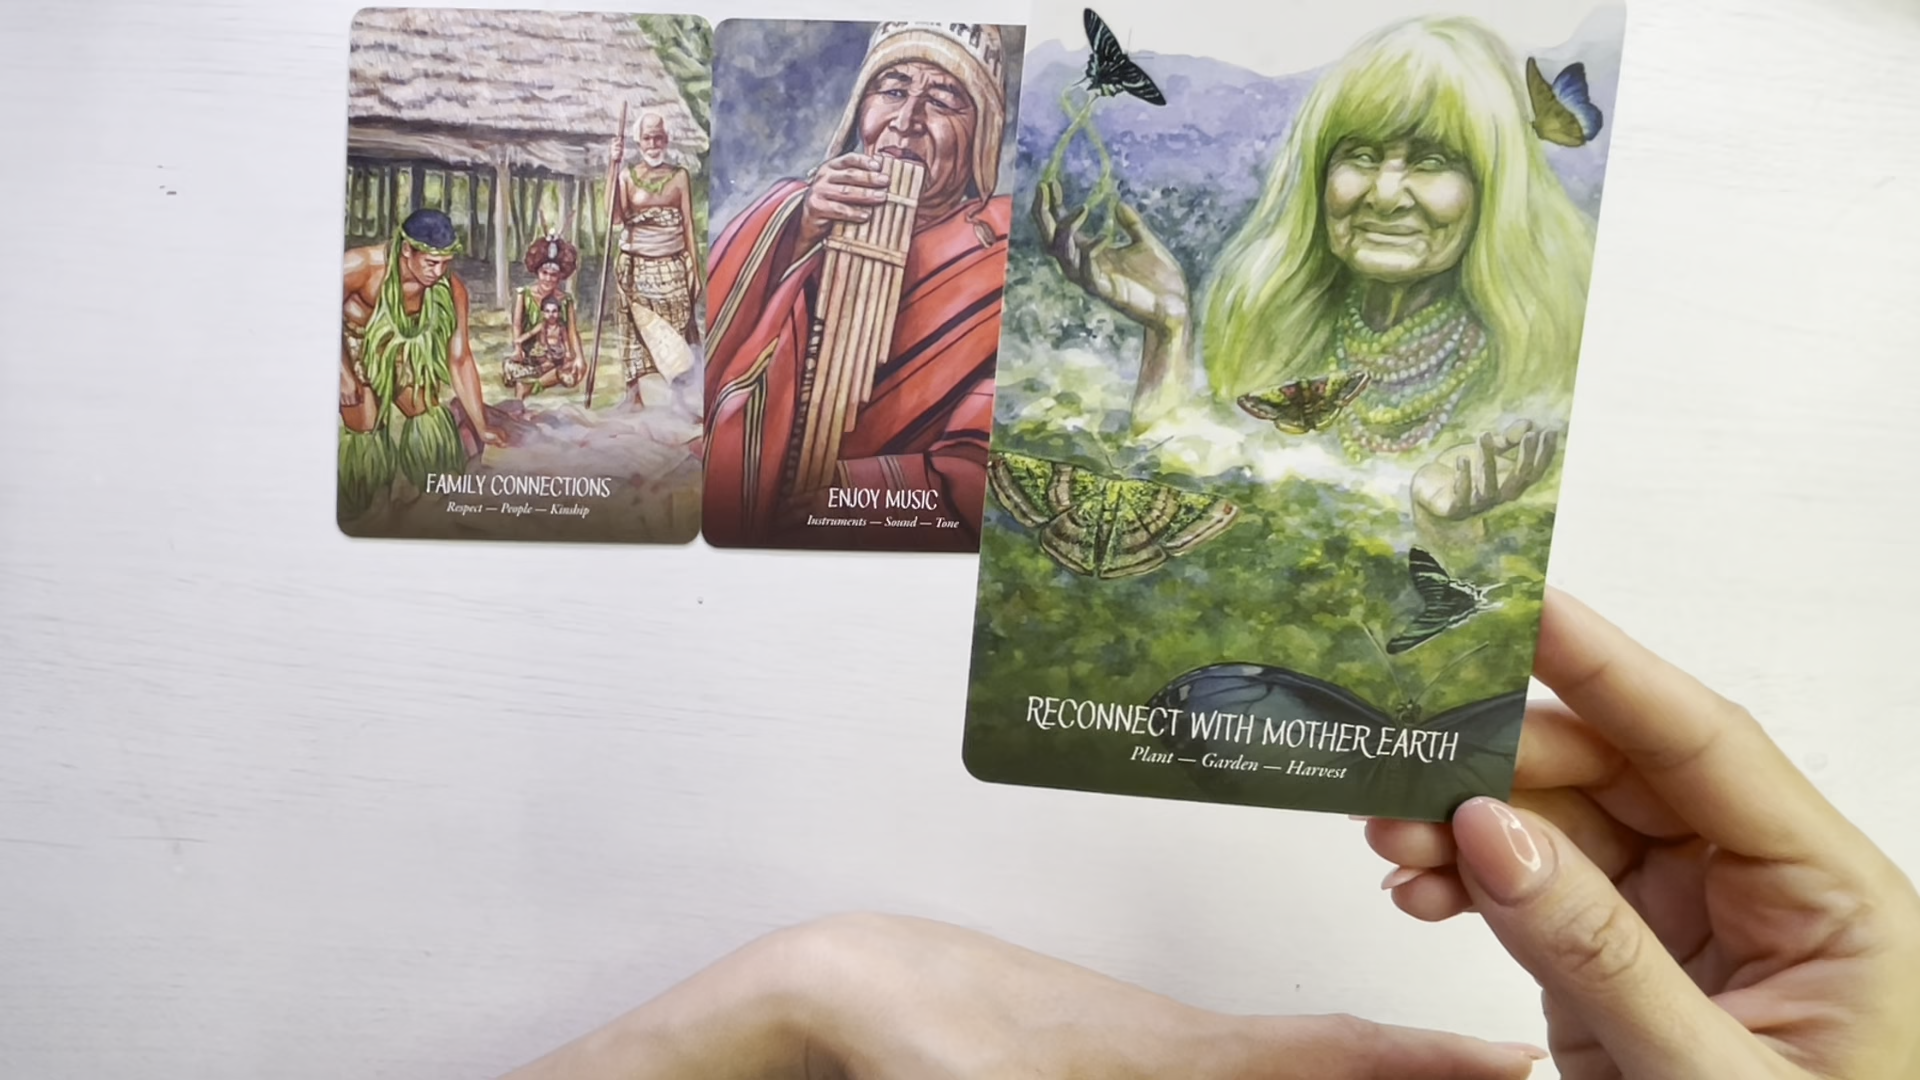 FAMILY CONNECTIONS
Respect — People — Kinship
ENJOY MUSIC
Instruments — Sound — Tone
RECONNECT WITH MOTHER EARTH
Plant — Garden — Harvest